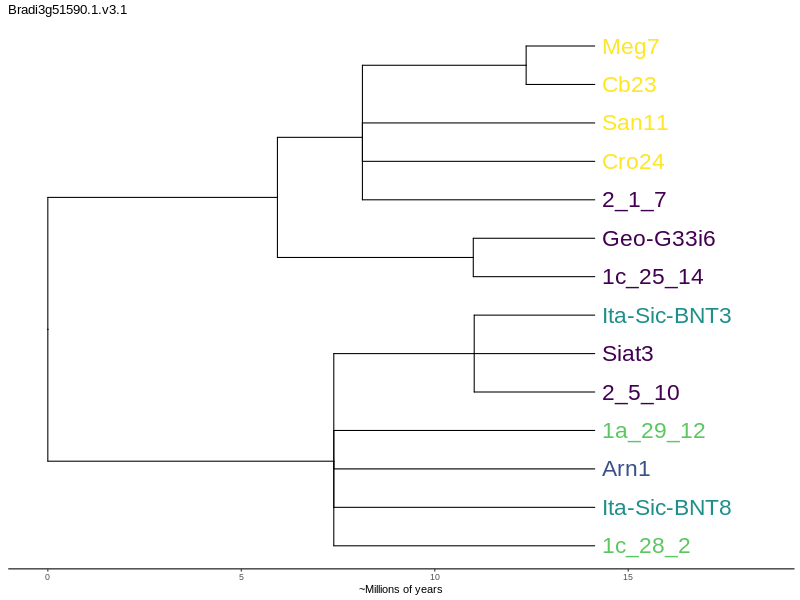 Bradi3g51590.1.v3.1
Meg7
Cb23
San11
Cro24
2_1_7
Geo-G33i6
1c_25_14
Ita-Sic-BNT3
Siat3
2_5_10
1a_29_12
Arn1
Ita-Sic-BNT8
1c_28_2
0 5 10 15
~Millions of years